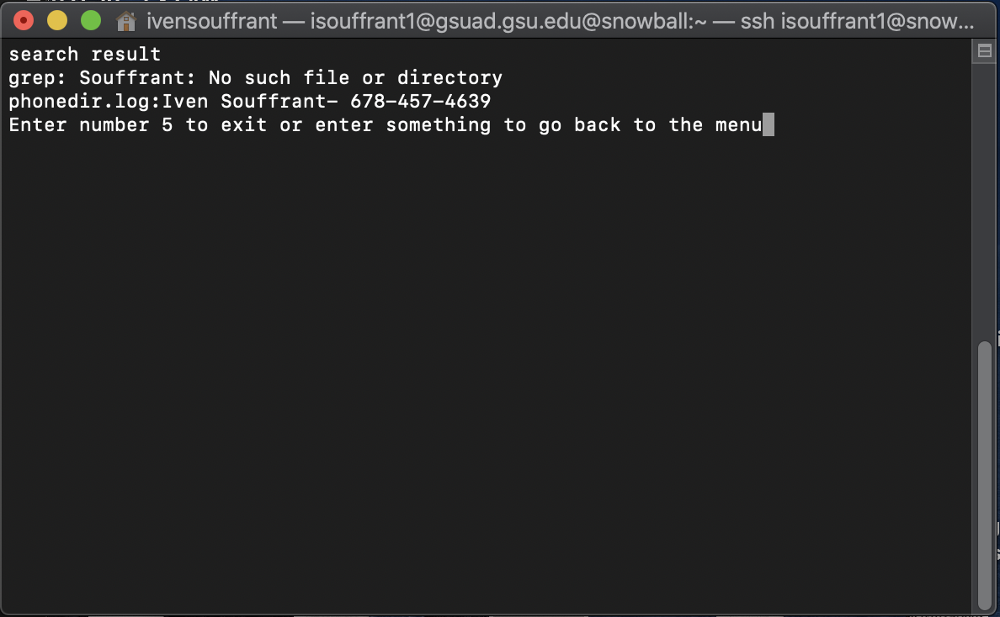 ivensouffrant — isouffrant1@gsuad.gsu.edu@snowball:~ — ssh isouffrant1@snow...
search result
grep: Souffrant: No such file or directory
phonedir.log:Iven Souffrant- 678-457-4639
Enter number 5 to exit or enter something to go back to the menu